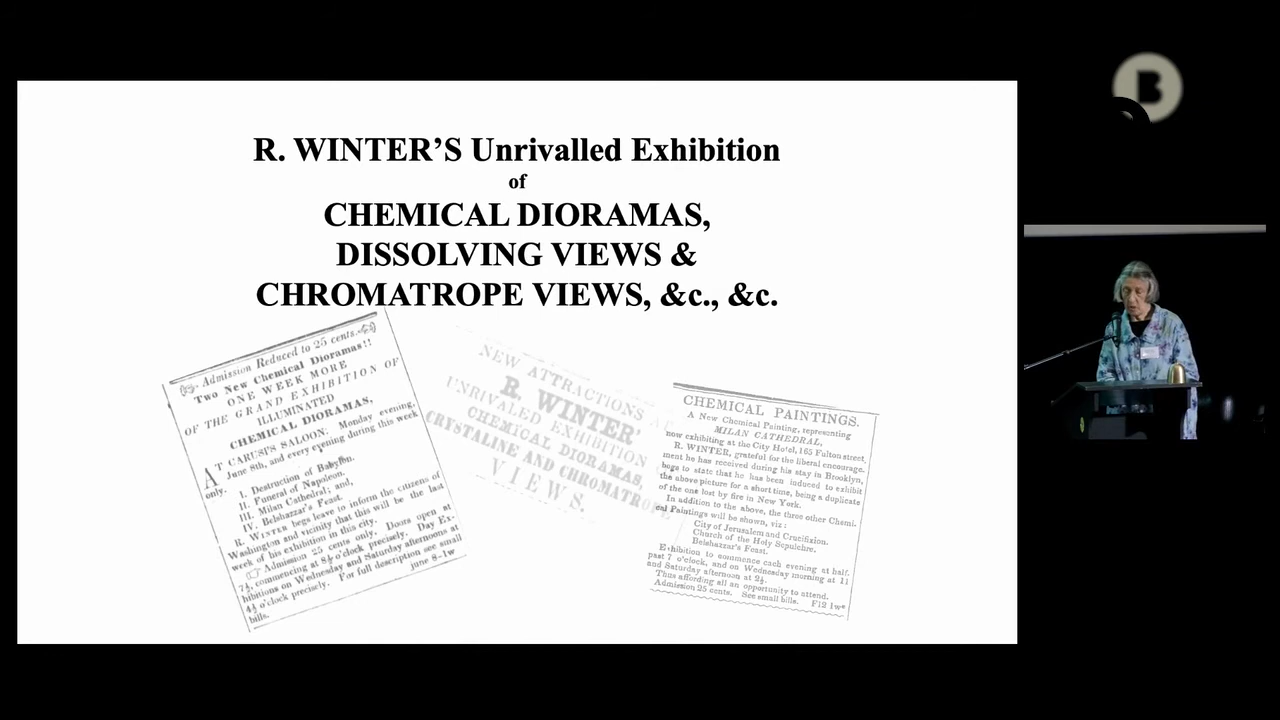 R. WINTER’S Unrivalled Exhibition
of
CHEMICAL DIORAMAS,
DISSOLVING VIEWS &
CHROMATROPE VIEWS, &c., &c.
Admission Reduced to 25 cents.
Two New Chemical Dioramas!!
ONE WEEK MORE
OF THE GRAND EXHIBITION OF
ILLUMINATED
CHEMICAL DIORAMAS,
AT CARUSI'S SALOON, Monday evening,
June 8th, and every evening during this week
only.
I. Destruction of Babylon.
II. Funeral of Napoleon.
III. Milan Cathedral; and,
IV. Belshazzar's Feast.
R. WINTER begs leave to inform the citizens of
Washington and vicinity that this will be the last
week of his exhibition in this city.
Admission 25 cents only. Doors open at
7½, commencing at 8¼ o'clock precisely. Day Ex-
hibitions on Wednesday and Saturday afternoons at
4½ o'clock precisely. For full description see small
bills.
june 8-1w
NEW ATTRACTIONS
R. WINTER'
UNRIVALED EXHIBITION
CHEMICAL DIORAMAS,
CRYSTALINE AND CHROMATROPE
VIEWS.
CHEMICAL PAINTINGS.
A New Chemical Painting, representing
MILAN CATHEDRAL,
now exhibiting at the City Hotel, 165 Fulton street,
R. WINTER, grateful for the liberal encourage-
ment he has received during his stay in Brooklyn,
begs to state that he has been induced to exhibit
the above picture for a short time, being a duplicate
of the one lost by fire in New York.
In addition to the above, the three other Chemi-
cal Paintings will be shown, viz:
City of Jerusalem and Crucifixion.
Church of the Holy Sepulchre.
Belshazzar's Feast.
Exhibition to commence each evening at half-
past 7 o'clock, and on Wednesday morning at 11
and Saturday afternoon at 2½.
Thus affording all an opportunity to attend.
Admission 25 cents. See small bills. F12 1w*
B